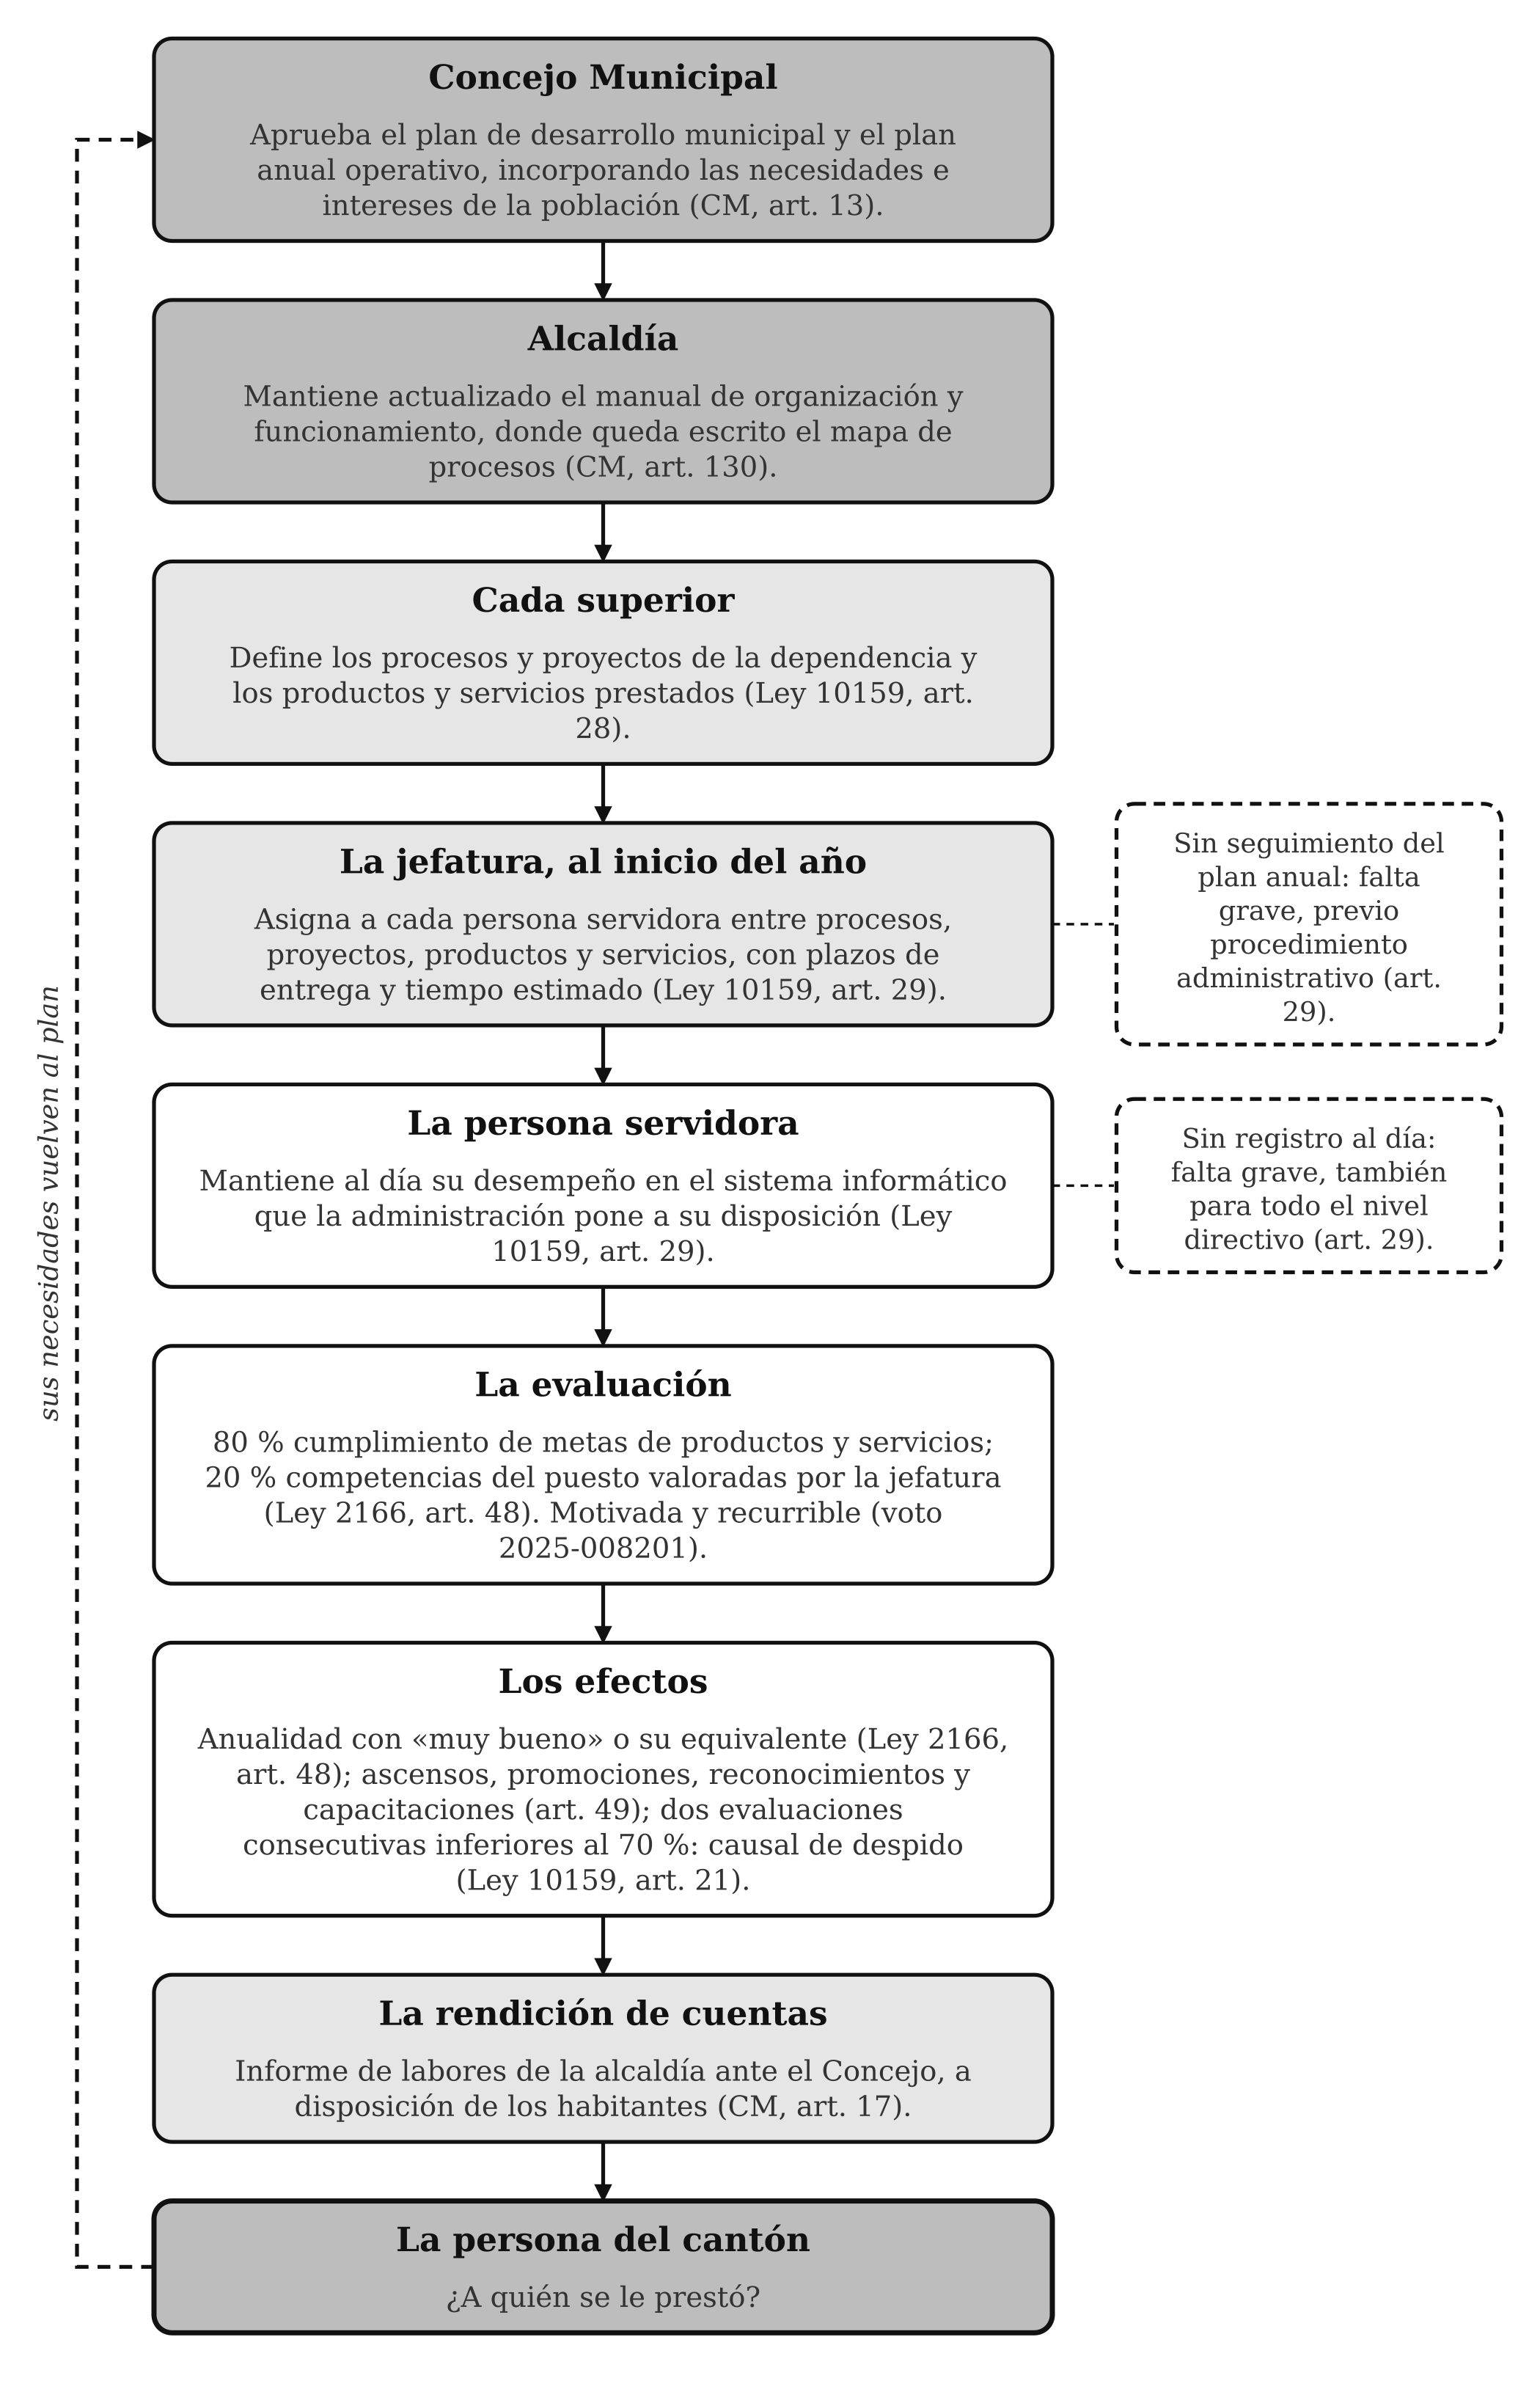 Concejo Municipal
Aprueba el plan de desarrollo municipal y el plan
anual operativo, incorporando las necesidades e
intereses de la población (CM, art. 13).
Alcaldía
Mantiene actualizado el manual de organización y
funcionamiento, donde queda escrito el mapa de
procesos (CM, art. 130).
Cada superior
Define los procesos y proyectos de la dependencia y
los productos y servicios prestados (Ley 10159, art.
28).
La jefatura, al inicio del año
Asigna a cada persona servidora entre procesos,
proyectos, productos y servicios, con plazos de
entrega y tiempo estimado (Ley 10159, art. 29).
Sin seguimiento del
plan anual: falta
grave, previo
procedimiento
administrativo (art.
29).
La persona servidora
Mantiene al día su desempeño en el sistema informático
que la administración pone a su disposición (Ley
10159, art. 29).
Sin registro al día:
falta grave, también
para todo el nivel
directivo (art. 29).
La evaluación
80 % cumplimiento de metas de productos y servicios;
20 % competencias del puesto valoradas por la jefatura
(Ley 2166, art. 48). Motivada y recurrible (voto
2025-008201).
Los efectos
Anualidad con «muy bueno» o su equivalente (Ley 2166,
art. 48); ascensos, promociones, reconocimientos y
capacitaciones (art. 49); dos evaluaciones
consecutivas inferiores al 70 %: causal de despido
(Ley 10159, art. 21).
La rendición de cuentas
Informe de labores de la alcaldía ante el Concejo, a
disposición de los habitantes (CM, art. 17).
La persona del cantón
¿A quién se le prestó?
sus necesidades vuelven al plan